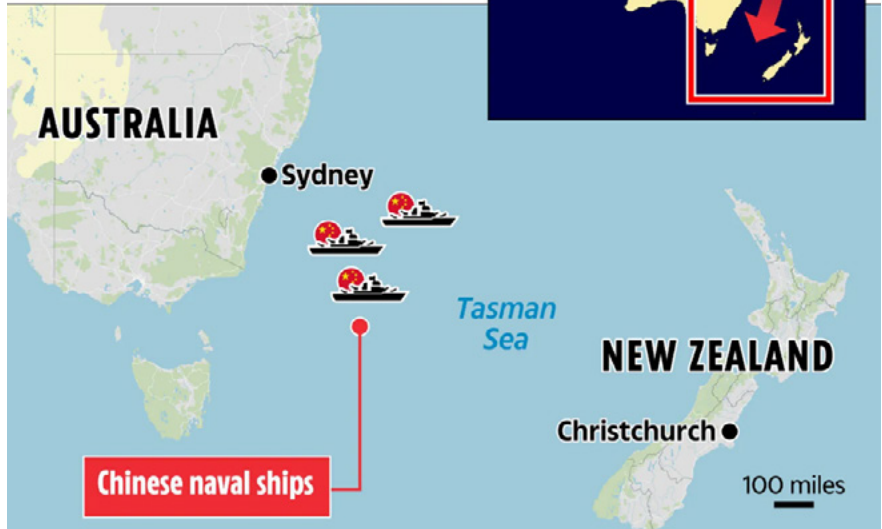 AUSTRALIA
Sydney
Tasman
Sea
NEW ZEALAND
Christchurch
Chinese naval ships
100 miles